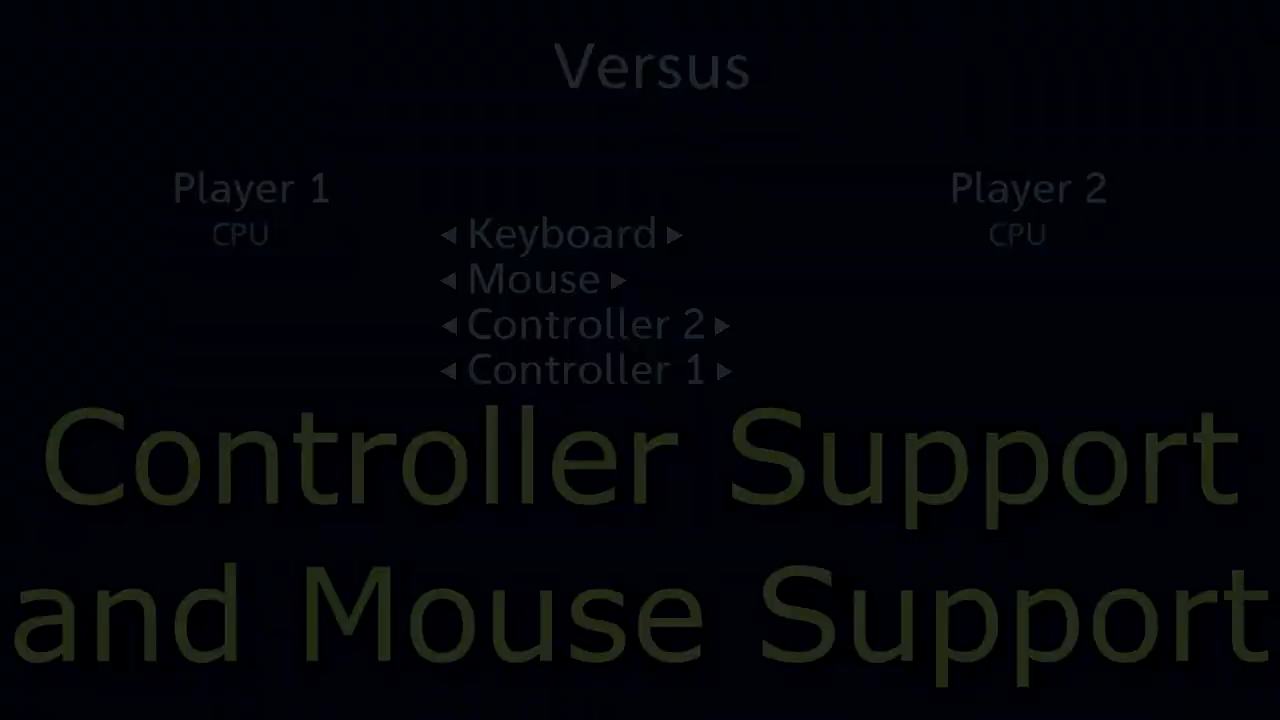 Versus
Player 1
Player 2
CPU
CPU
Keyboard
Mouse
Controller 2
Controller 1
Controller Support
and Mouse Support